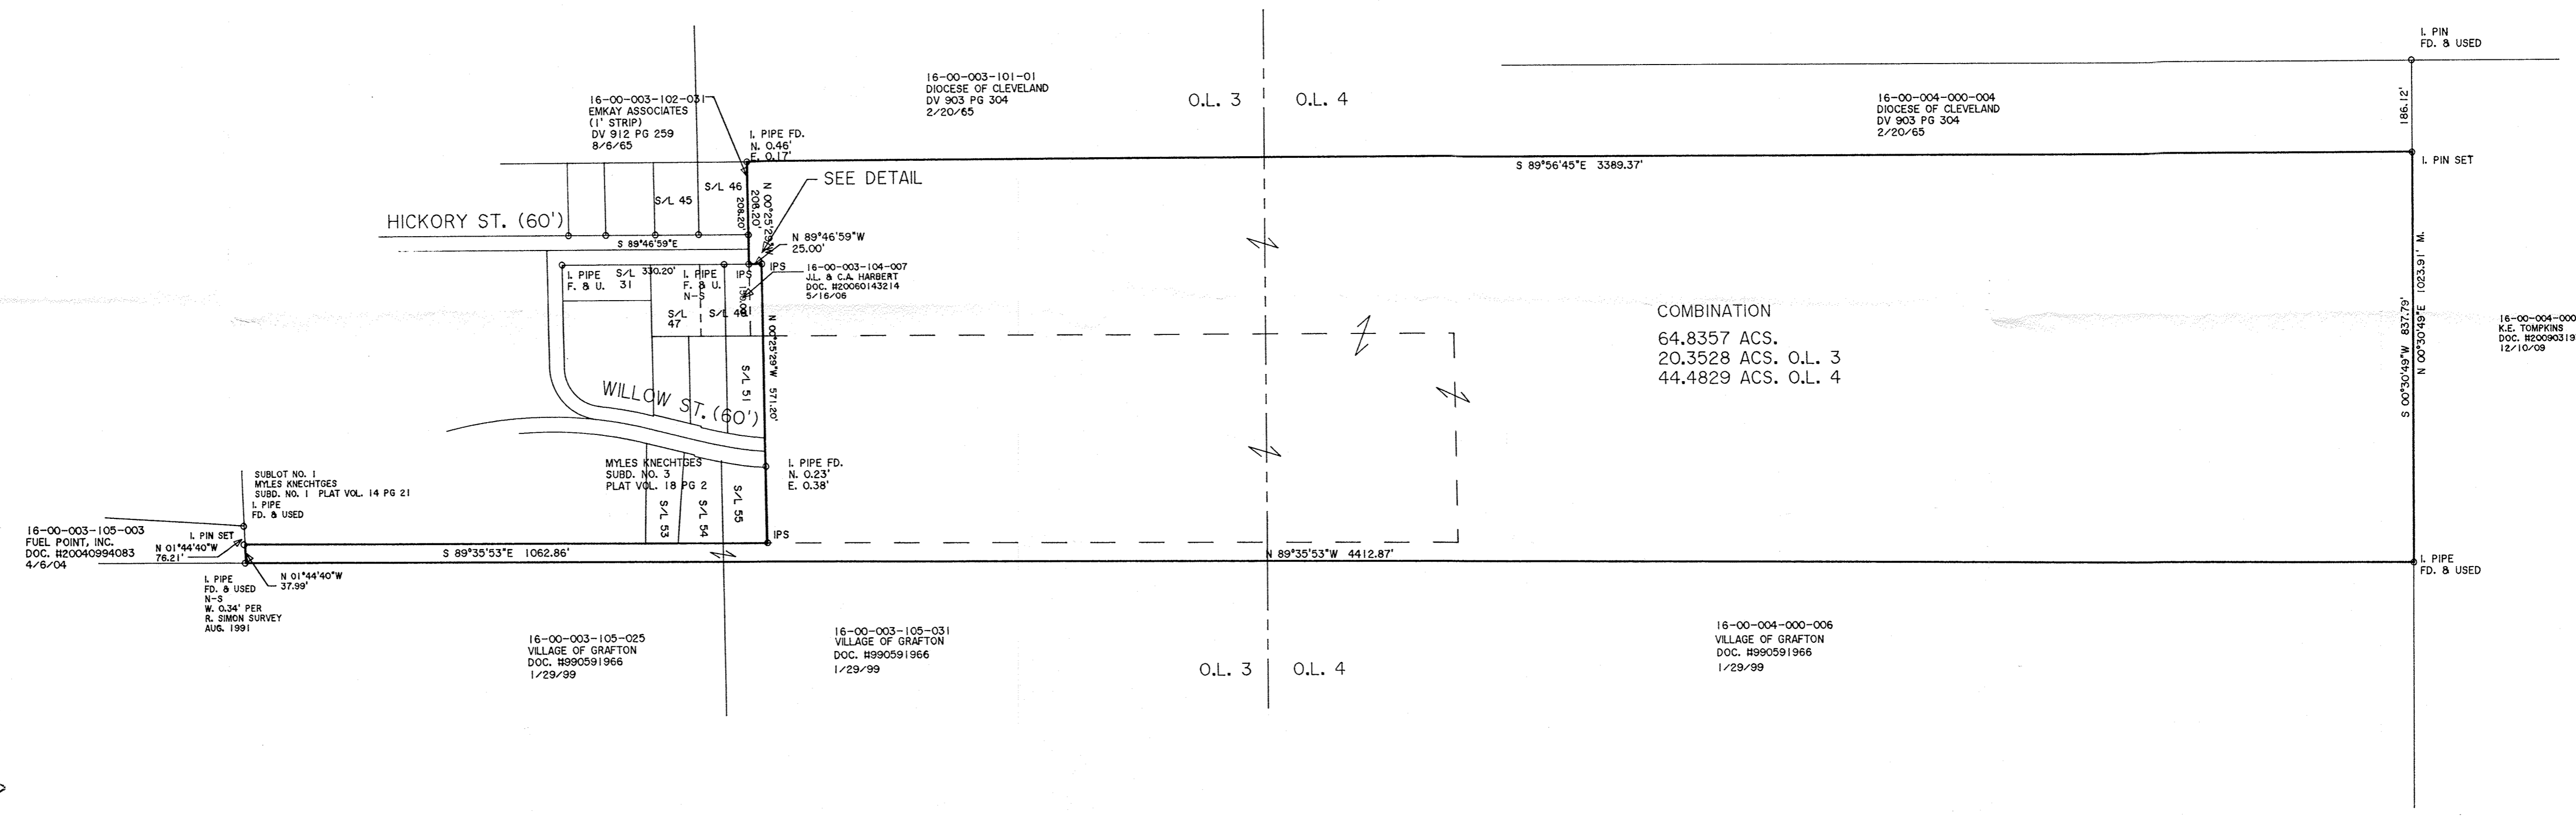 I. PIN
FD. & USED
186.12'
16-00-003-101-01
DIOCESE OF CLEVELAND
DV 903 PG 304
2/20/65
O.L. 3
O.L. 4
16-00-004-000-004
DIOCESE OF CLEVELAND
DV 903 PG 304
2/20/65
16-00-003-102-031
EMKAY ASSOCIATES
(1' STRIP)
DV 912 PG 259
8/6/65
I. PIPE FD.
N. 0.46'
E. 0.17'
S 89°56'45"E 3389.37'
I. PIN SET
SEE DETAIL
S/L 46
S/L 45
208.20'
N 00°25'29"W
208.20'
HICKORY ST. (60')
S 89°46'59"E
N 89°46'59"W
25.00'
I. PIPE
F. & U.
S/L
31
330.20'
I. PIPE
F. & U.
N-S
IPS
IPS
16-00-003-104-007
J.L. & C.A. HARBERT
DOC. #20060143214
5/16/06
S/L
47
S/L 48
N 00°25'29"W 571.20'
S/L 51
WILLOW ST. (60')
COMBINATION
64.8357 ACS.
20.3528 ACS. O.L. 3
44.4829 ACS. O.L. 4
S 00°30'49"W 837.79'
N 00°30'49"E 1023.91' M.
16-00-004-000
K.E. TOMPKINS
DOC. #20090319
12/10/09
MYLES KNECHTGES
SUBD. NO. 3
PLAT VOL. 18 PG 2
I. PIPE FD.
N. 0.23'
E. 0.38'
S/L 53
S/L 54
S/L 55
IPS
SUBLOT NO. 1
MYLES KNECHTGES
SUBD. NO. 1 PLAT VOL. 14 PG 21
I. PIPE
FD. & USED
16-00-003-105-003
FUEL POINT, INC.
DOC. #20040994083
4/6/04
I. PIN SET
N 01°44'40"W
76.21'
S 89°35'53"E 1062.86'
N 89°35'53"W 4412.87'
I. PIPE
FD. & USED
N 01°44'40"W
37.99'
I. PIPE
FD. & USED
N-S
W. 0.34' PER
R. SIMON SURVEY
AUG. 1991
16-00-003-105-025
VILLAGE OF GRAFTON
DOC. #990591966
1/29/99
16-00-003-105-031
VILLAGE OF GRAFTON
DOC. #990591966
1/29/99
O.L. 3
O.L. 4
16-00-004-000-006
VILLAGE OF GRAFTON
DOC. #990591966
1/29/99